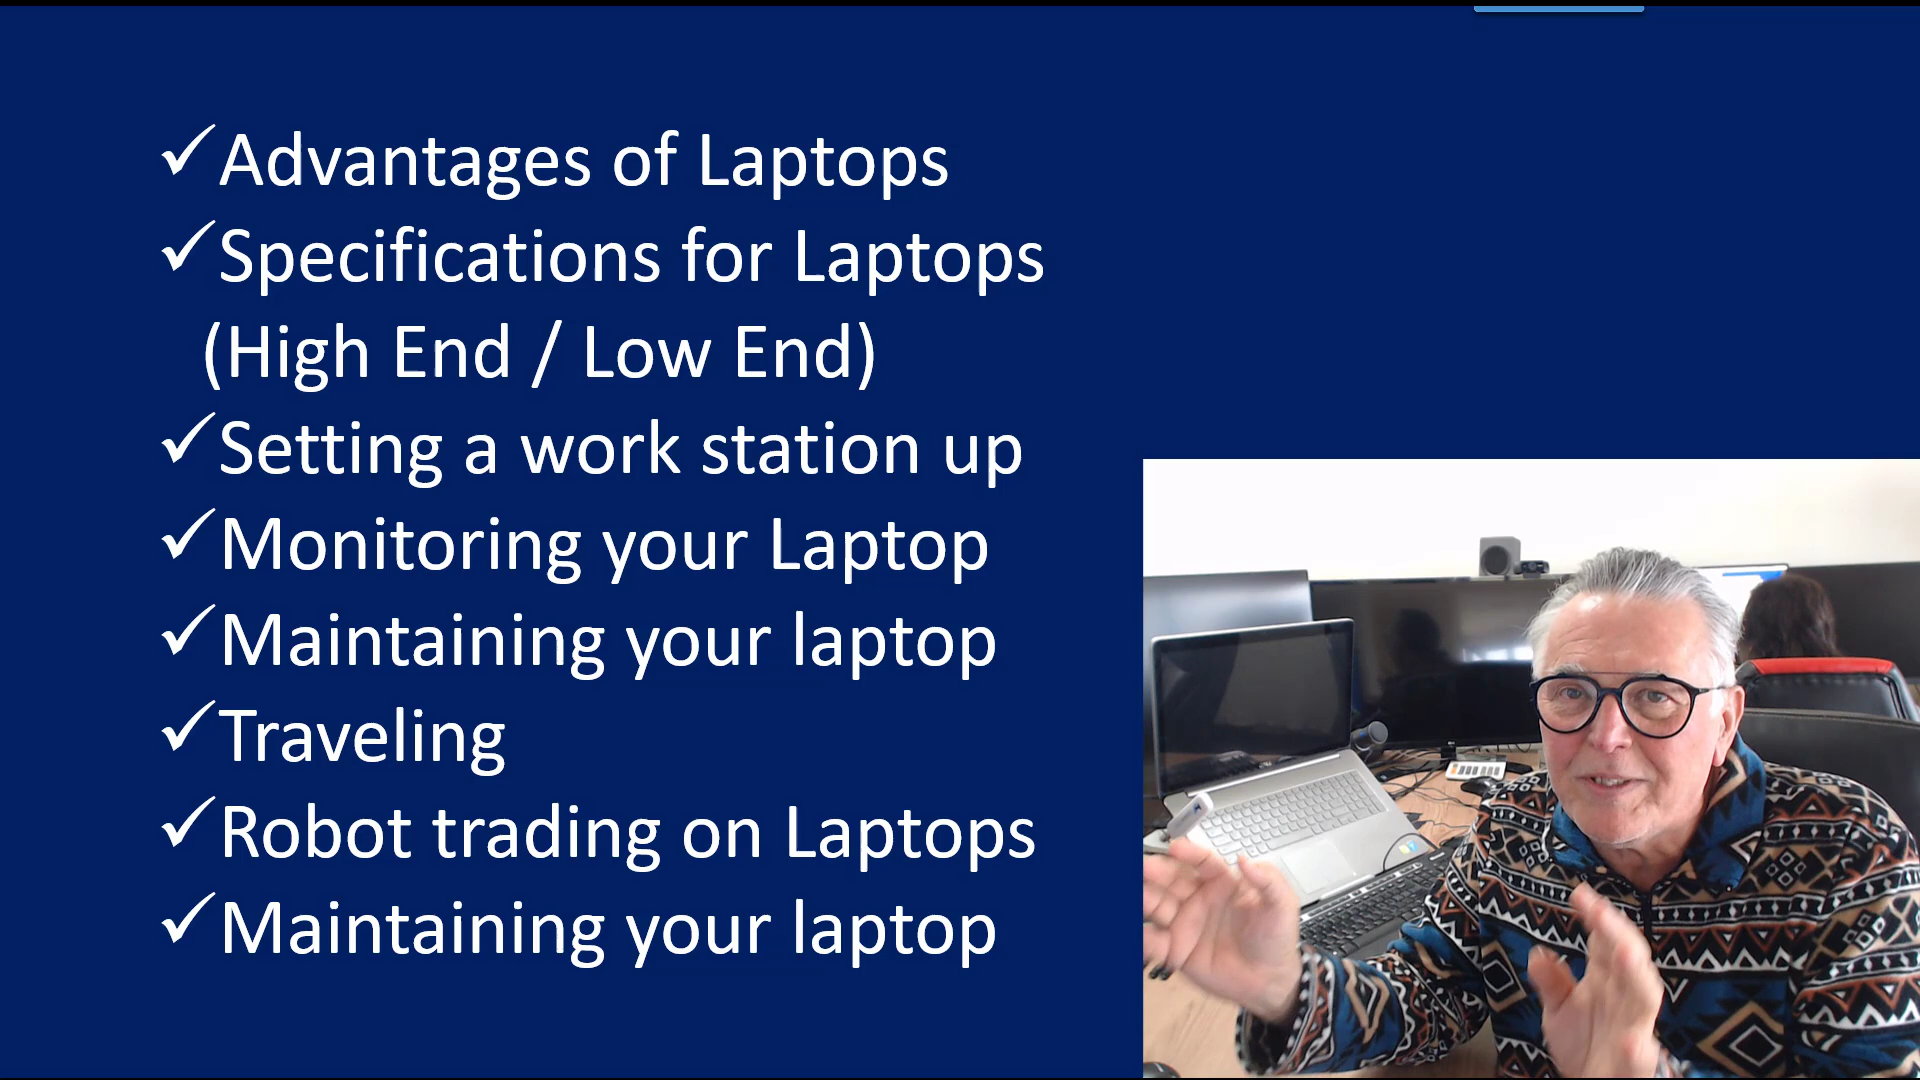 ✓Advantages of Laptops
✓Specifications for Laptops
(High End / Low End)
✓Setting a work station up
✓Monitoring your Laptop
✓Maintaining your laptop
✓Traveling
✓Robot trading on Laptops
✓Maintaining your laptop